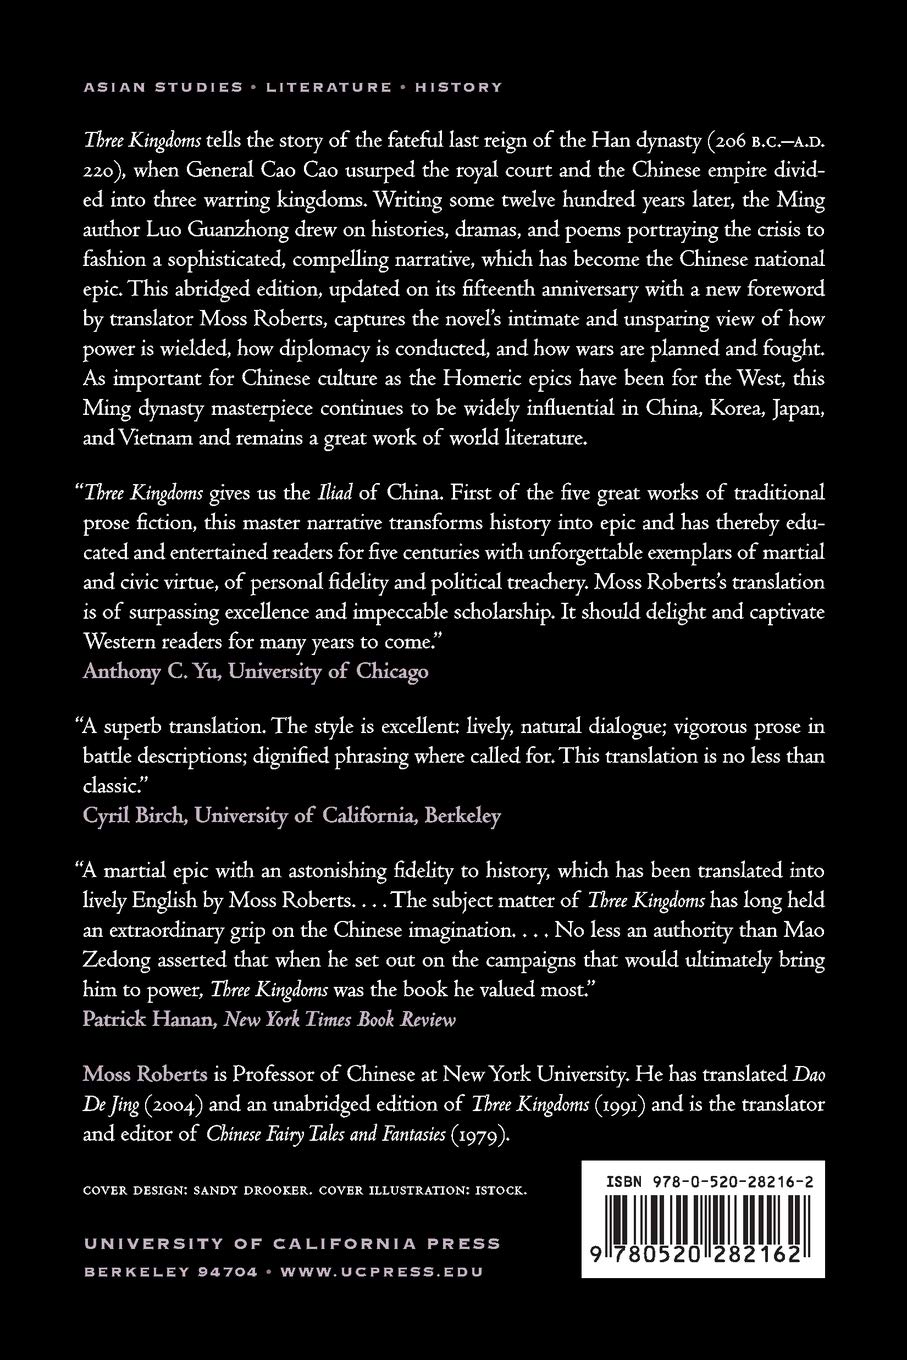 ASIAN STUDIES • LITERATURE • HISTORY
Three Kingdoms tells the story of the fateful last reign of the Han dynasty (206 B.C.–A.D.
220), when General Cao Cao usurped the royal court and the Chinese empire divid-
ed into three warring kingdoms. Writing some twelve hundred years later, the Ming
author Luo Guanzhong drew on histories, dramas, and poems portraying the crisis to
fashion a sophisticated, compelling narrative, which has become the Chinese national
epic. This abridged edition, updated on its fifteenth anniversary with a new foreword
by translator Moss Roberts, captures the novel's intimate and unsparing view of how
power is wielded, how diplomacy is conducted, and how wars are planned and fought.
As important for Chinese culture as the Homeric epics have been for the West, this
Ming dynasty masterpiece continues to be widely influential in China, Korea, Japan,
and Vietnam and remains a great work of world literature.
“Three Kingdoms gives us the Iliad of China. First of the five great works of traditional
prose fiction, this master narrative transforms history into epic and has thereby edu-
cated and entertained readers for five centuries with unforgettable exemplars of martial
and civic virtue, of personal fidelity and political treachery. Moss Roberts’s translation
is of surpassing excellence and impeccable scholarship. It should delight and captivate
Western readers for many years to come.”
Anthony C. Yu, University of Chicago
“A superb translation. The style is excellent: lively, natural dialogue; vigorous prose in
battle descriptions; dignified phrasing where called for. This translation is no less than
classic.”
Cyril Birch, University of California, Berkeley
“A martial epic with an astonishing fidelity to history, which has been translated into
lively English by Moss Roberts. . . . The subject matter of Three Kingdoms has long held
an extraordinary grip on the Chinese imagination. . . . No less an authority than Mao
Zedong asserted that when he set out on the campaigns that would ultimately bring
him to power, Three Kingdoms was the book he valued most.”
Patrick Hanan, New York Times Book Review
Moss Roberts is Professor of Chinese at New York University. He has translated Dao
De Jing (2004) and an unabridged edition of Three Kingdoms (1991) and is the translator
and editor of Chinese Fairy Tales and Fantasies (1979).
COVER DESIGN: SANDY DROOKER. COVER ILLUSTRATION: ISTOCK.
UNIVERSITY OF CALIFORNIA PRESS
BERKELEY 94704 • WWW.UCPRESS.EDU
ISBN 978-0-520-28216-2
9 780520 282162